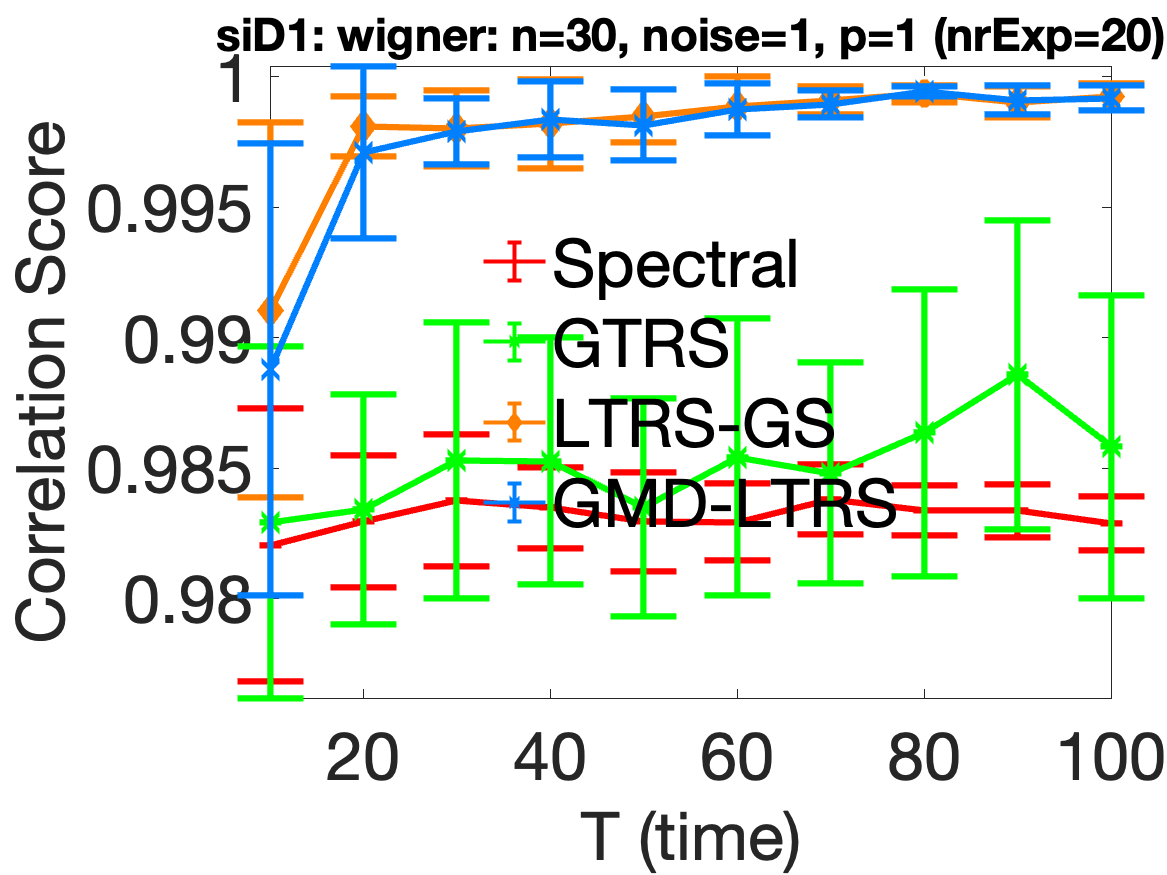 siD1: wigner: n=30, noise=1, p=1 (nrExp=20)
Correlation Score
1
0.995
0.99
0.985
0.98
Spectral
GTRS
LTRS-GS
GMD-LTRS
20 40 60 80 100
T (time)